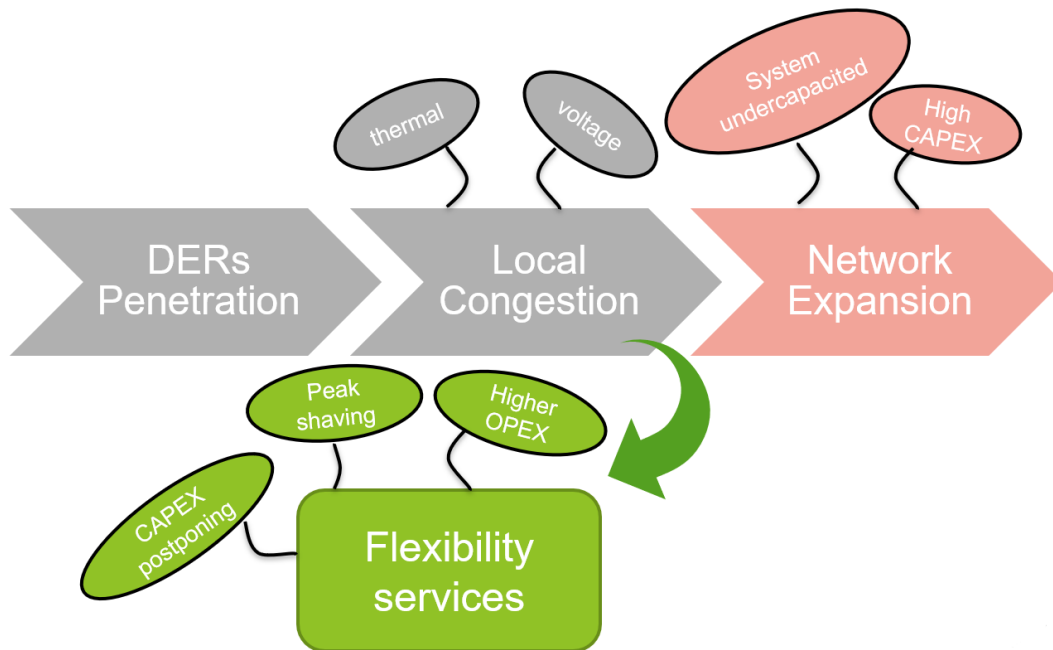 thermal
voltage
System
undercapacited
High
CAPEX
DERs
Penetration
Local
Congestion
Network
Expansion
Peak
shaving
Higher
OPEX
CAPEX
postponing
Flexibility
services